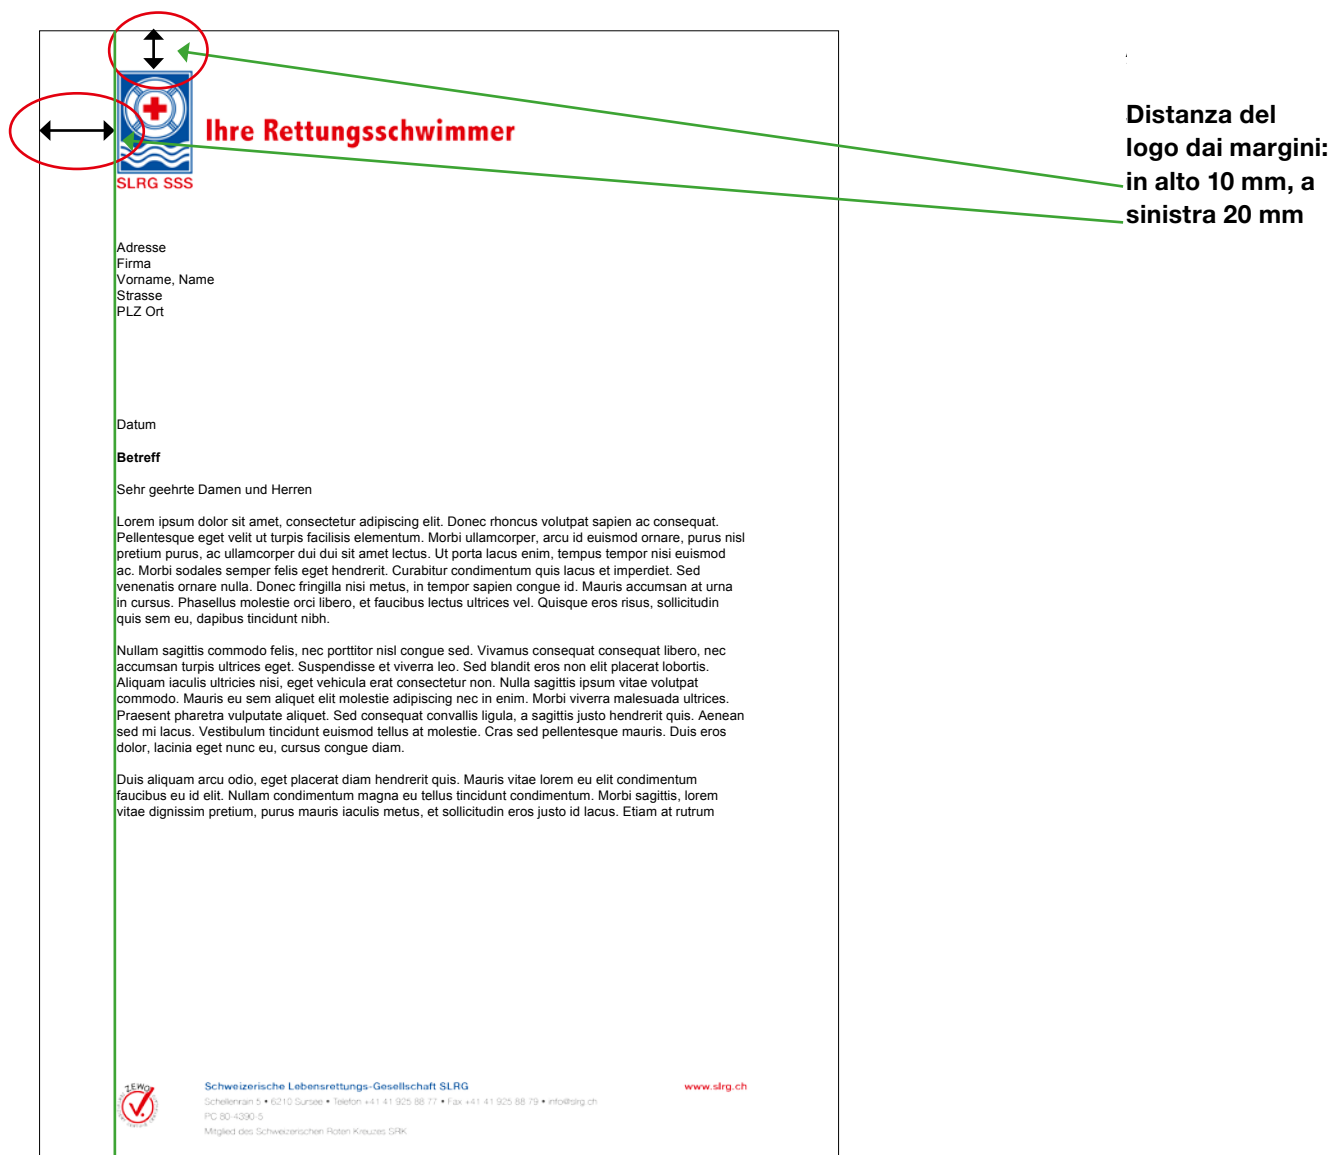 Ihre Rettungsschwimmer
SLRG SSS
Distanza del
logo dai margini:
in alto 10 mm, a
sinistra 20 mm
Adresse
Firma
Vorname, Name
Strasse
PLZ Ort
Datum
Betreff
Sehr geehrte Damen und Herren
Lorem ipsum dolor sit amet, consectetur adipiscing elit. Donec rhoncus volutpat sapien ac consequat.
Pellentesque eget velit ut turpis facilisis elementum. Morbi ullamcorper, arcu id euismod ornare, purus nisl
pretium purus, ac ullamcorper dui dui sit amet lectus. Ut porta lacus enim, tempus tempor nisi euismod
ac. Morbi sodales semper felis eget hendrerit. Curabitur condimentum quis lacus et imperdiet. Sed
venenatis ornare nulla. Donec fringilla nisi metus, in tempor sapien congue id. Mauris accumsan at urna
in cursus. Phasellus molestie orci libero, et faucibus lectus ultrices vel. Quisque eros risus, sollicitudin
quis sem eu, dapibus tincidunt nibh.
Nullam sagittis commodo felis, nec porttitor nisl congue sed. Vivamus consequat consequat libero, nec
accumsan turpis ultrices eget. Suspendisse et viverra leo. Sed blandit eros non elit placerat lobortis.
Aliquam iaculis ultricies nisi, eget vehicula erat consectetur non. Nulla sagittis ipsum vitae volutpat
commodo. Mauris eu sem aliquet elit molestie adipiscing nec in enim. Morbi viverra malesuada ultrices.
Praesent pharetra vulputate aliquet. Sed consequat convallis ligula, a sagittis justo hendrerit quis. Aenean
sed mi lacus. Vestibulum tincidunt euismod tellus at molestie. Cras sed pellentesque mauris. Duis eros
dolor, lacinia eget nunc eu, cursus congue diam.
Duis aliquam arcu odio, eget placerat diam hendrerit quis. Mauris vitae lorem eu elit condimentum
faucibus eu id elit. Nullam condimentum magna eu tellus tincidunt condimentum. Morbi sagittis, lorem
vitae dignissim pretium, purus mauris iaculis metus, et sollicitudin eros justo id lacus. Etiam at rutrum
ZEWO
Schweizerische Lebensrettungs-Gesellschaft SLRG
www.slrg.ch
Schellenrain 5 • 6210 Sursee • Telefon +41 41 925 88 77 • Fax +41 41 925 88 79 • info@slrg.ch
PC 80-4390-5
Mitglied des Schweizerischen Roten Kreuzes SRK